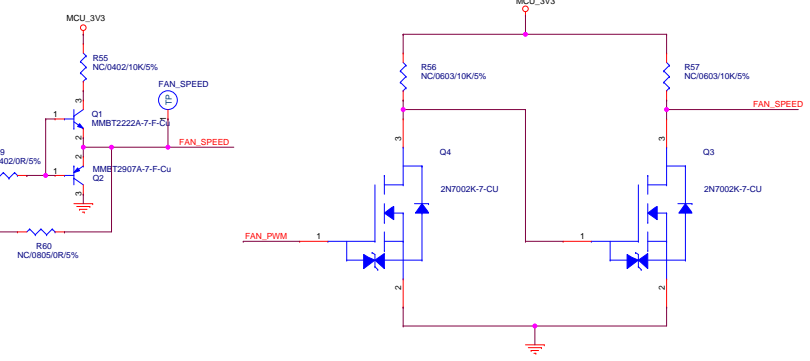 MCU_3V3
R55
NC/0402/10K/5%
3
FAN_SPEED
TP
1
1
Q1
MMBT2222A-7-F-Cu
2
FAN_SPEED
9
402/0R/5%
2
1
MMBT2907A-7-F-Cu
Q2
3
R60
NC/0805/0R/5%
MCU_3V3
R56
NC/0603/10K/5%
R57
NC/0603/10K/5%
FAN_SPEED
3
Q4
3
Q3
2N7002K-7-CU
2N7002K-7-CU
FAN_PWM
1
1
2
2